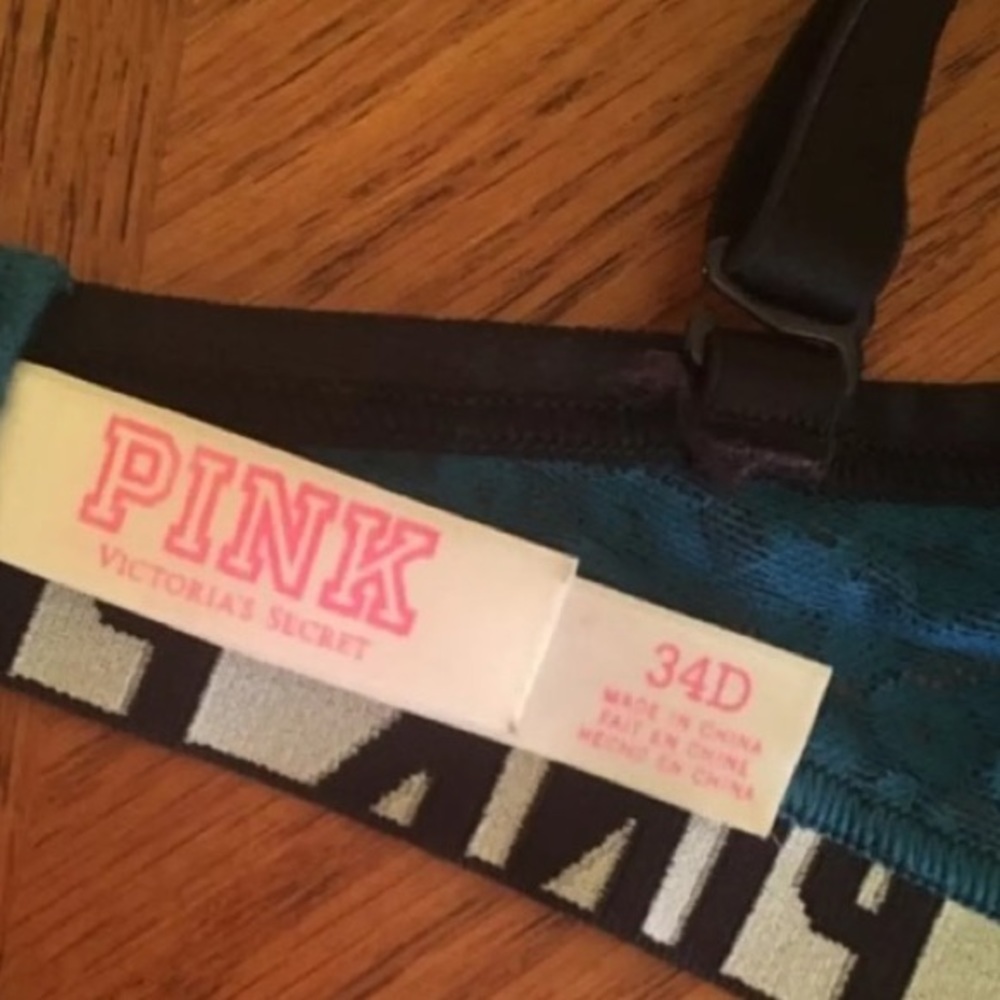 PINK
VICTORIA'S SECRET
34D
MADE IN CHINA
FAIT EN CHINE
HECHO EN CHINA